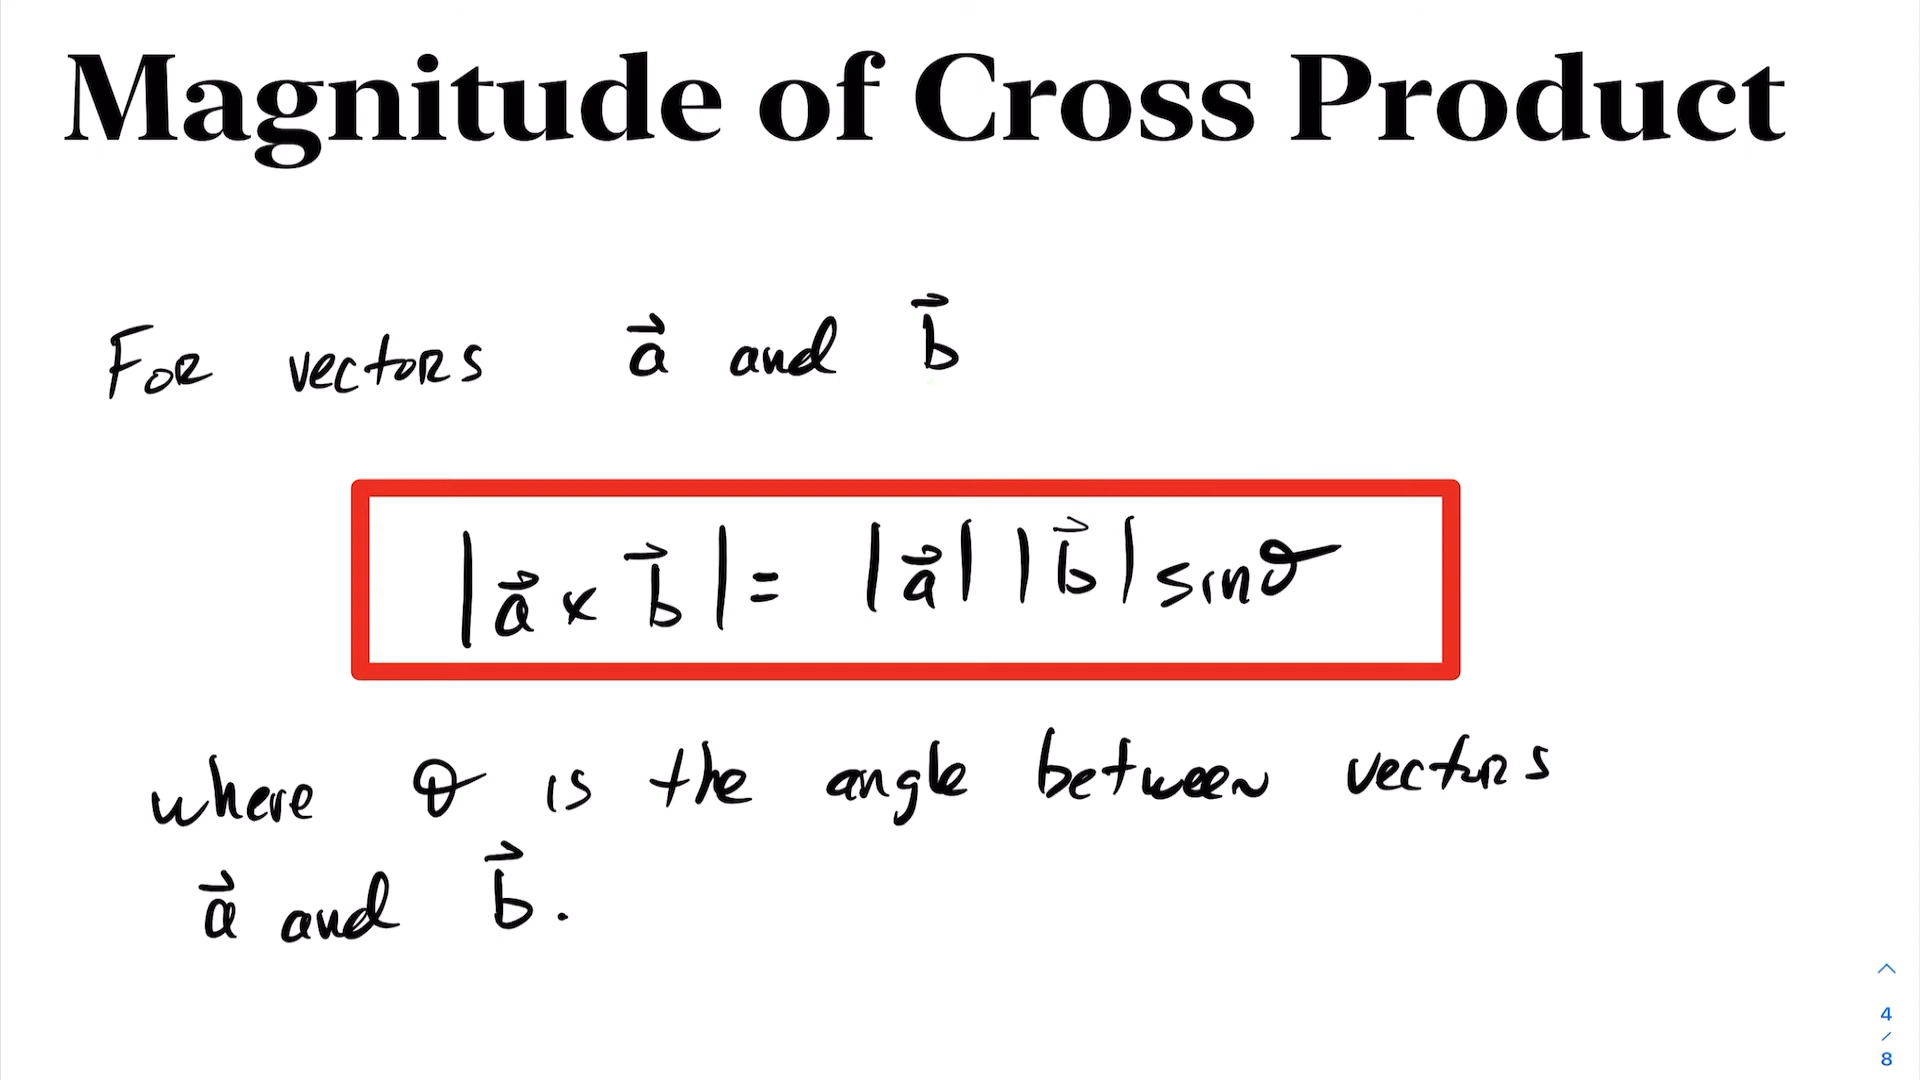 Magnitude of Cross Product
For vectors a⃗ and b⃗
|a⃗ × b⃗| = |a⃗| |b⃗| sinθ
where θ is the angle between vectors
a⃗ and b⃗.
4
/
8